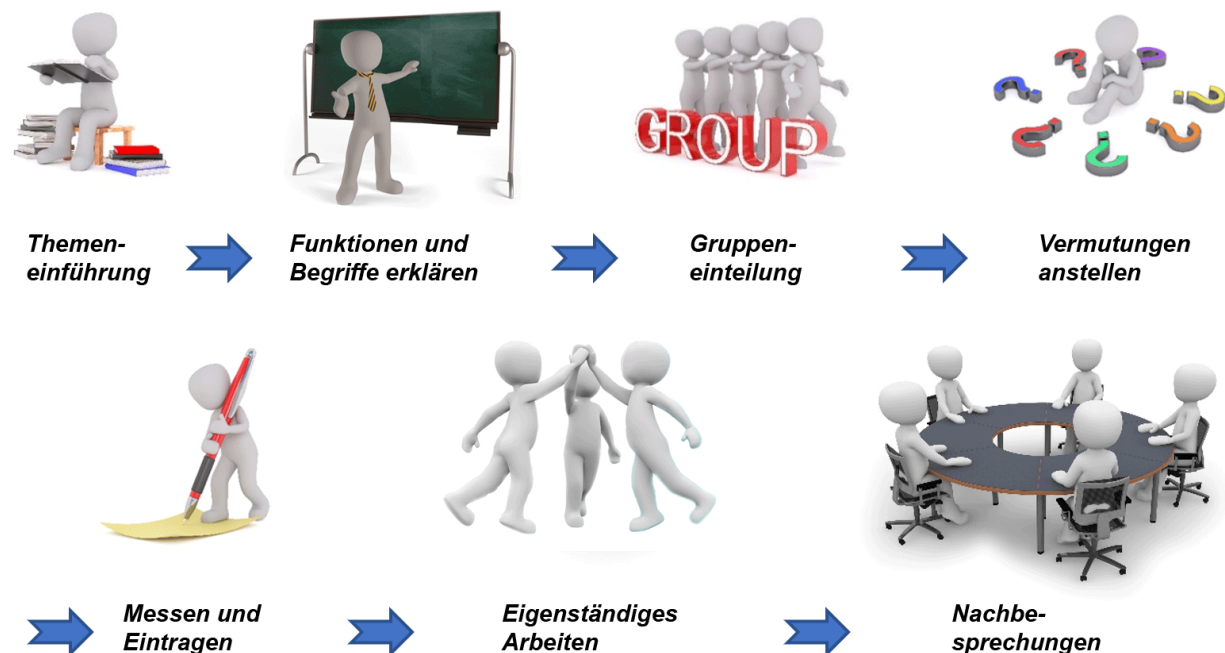 GROUP
Themen-
einführung
Funktionen und
Begriffe erklären
Gruppen-
einteilung
Vermutungen
anstellen
Messen und
Eintragen
Eigenständiges
Arbeiten
Nachbe-
sprechungen